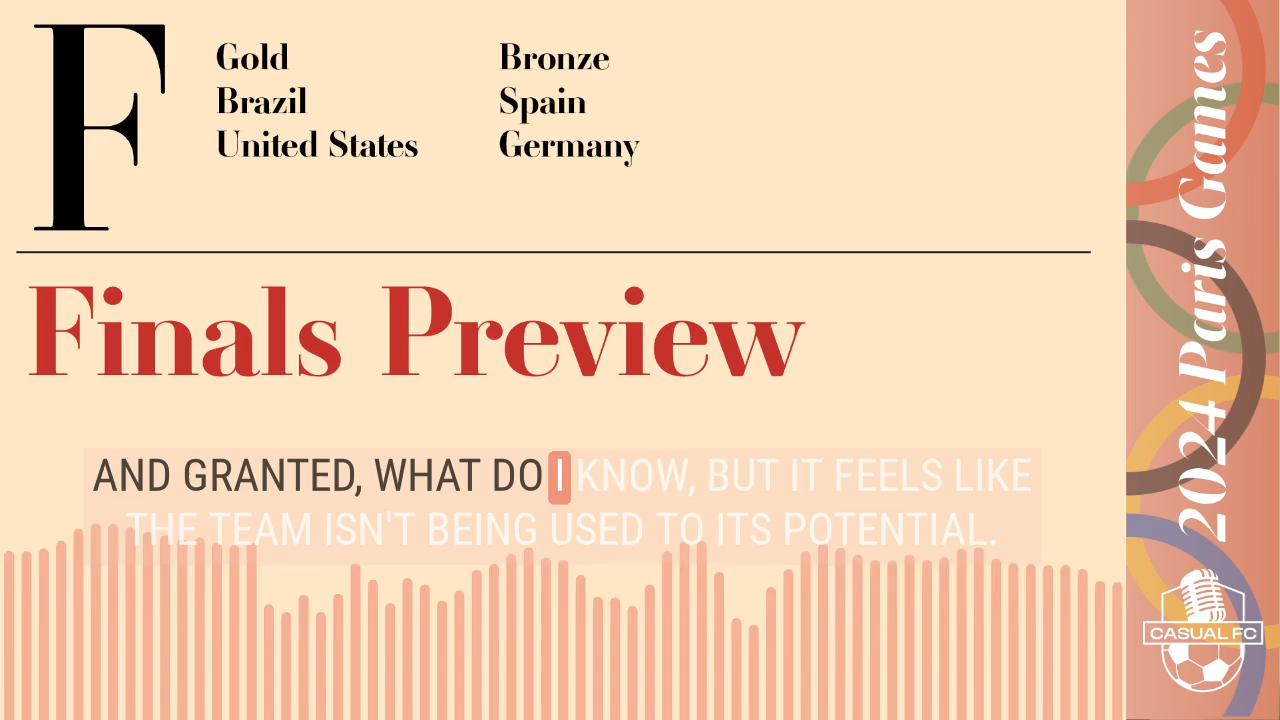 F
Gold
Brazil
United States
Bronze
Spain
Germany
Finals Preview
AND GRANTED, WHAT DO I KNOW, BUT IT FEELS LIKE
THE TEAM ISN'T BEING USED TO ITS POTENTIAL.
2024 Paris Games
CASUAL FC